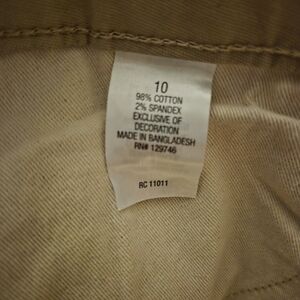 10
98% COTTON
2% SPANDEX
EXCLUSIVE OF
DECORATION
MADE IN BANGLADESH
RN# 129746
RC 11011